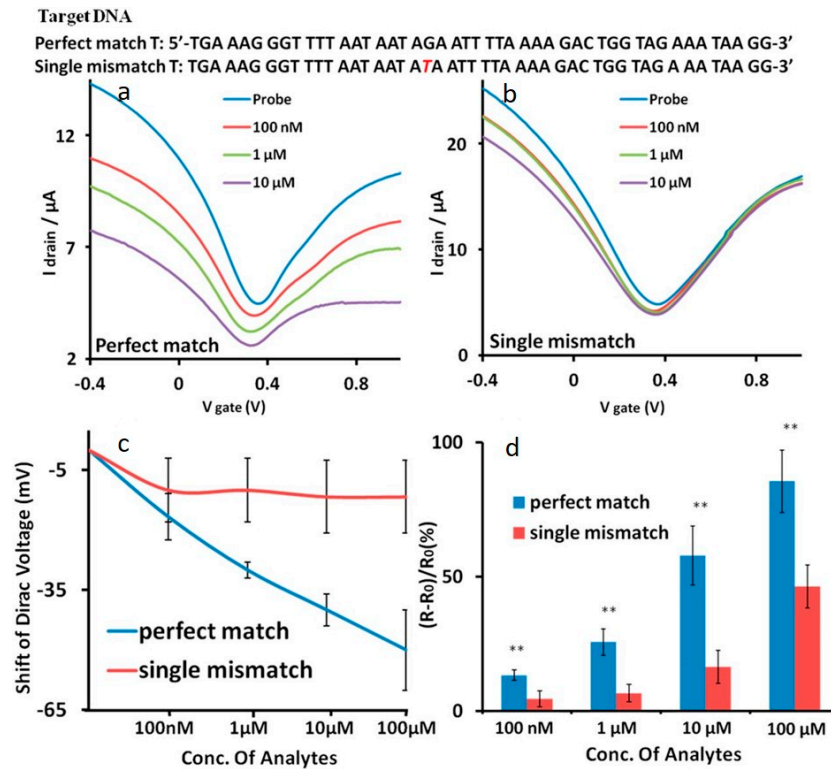 Target DNA
Perfect match T: 5'-TGA AAG GGT TTT AAT AAT AGA ATT TTA AAA GAC TGG TAG AAA TAA GG-3'
Single mismatch T: TGA AAG GGT TTT AAT AAT ATA ATT TTA AAA GAC TGG TAG A AA TAA GG-3'
a
Probe
100 nM
1 µM
10 µM
I drain / µA
12
7
2
Perfect match
-0.4
0
0.4
0.8
V gate (V)
b
Probe
100 nM
1 µM
10 µM
I drain / µA
20
10
0
Single mismatch
-0.4
0
0.4
0.8
V gate (V)
c
Shift of Dirac Voltage (mV)
-5
-35
-65
perfect match
single mismatch
100nM
1µM
10µM
100µM
Conc. Of Analytes
d
(R-R0)/R0(%)
100
50
0
perfect match
single mismatch
**
**
**
**
100 nM
1 µM
10 µM
100 µM
Conc. Of Analytes